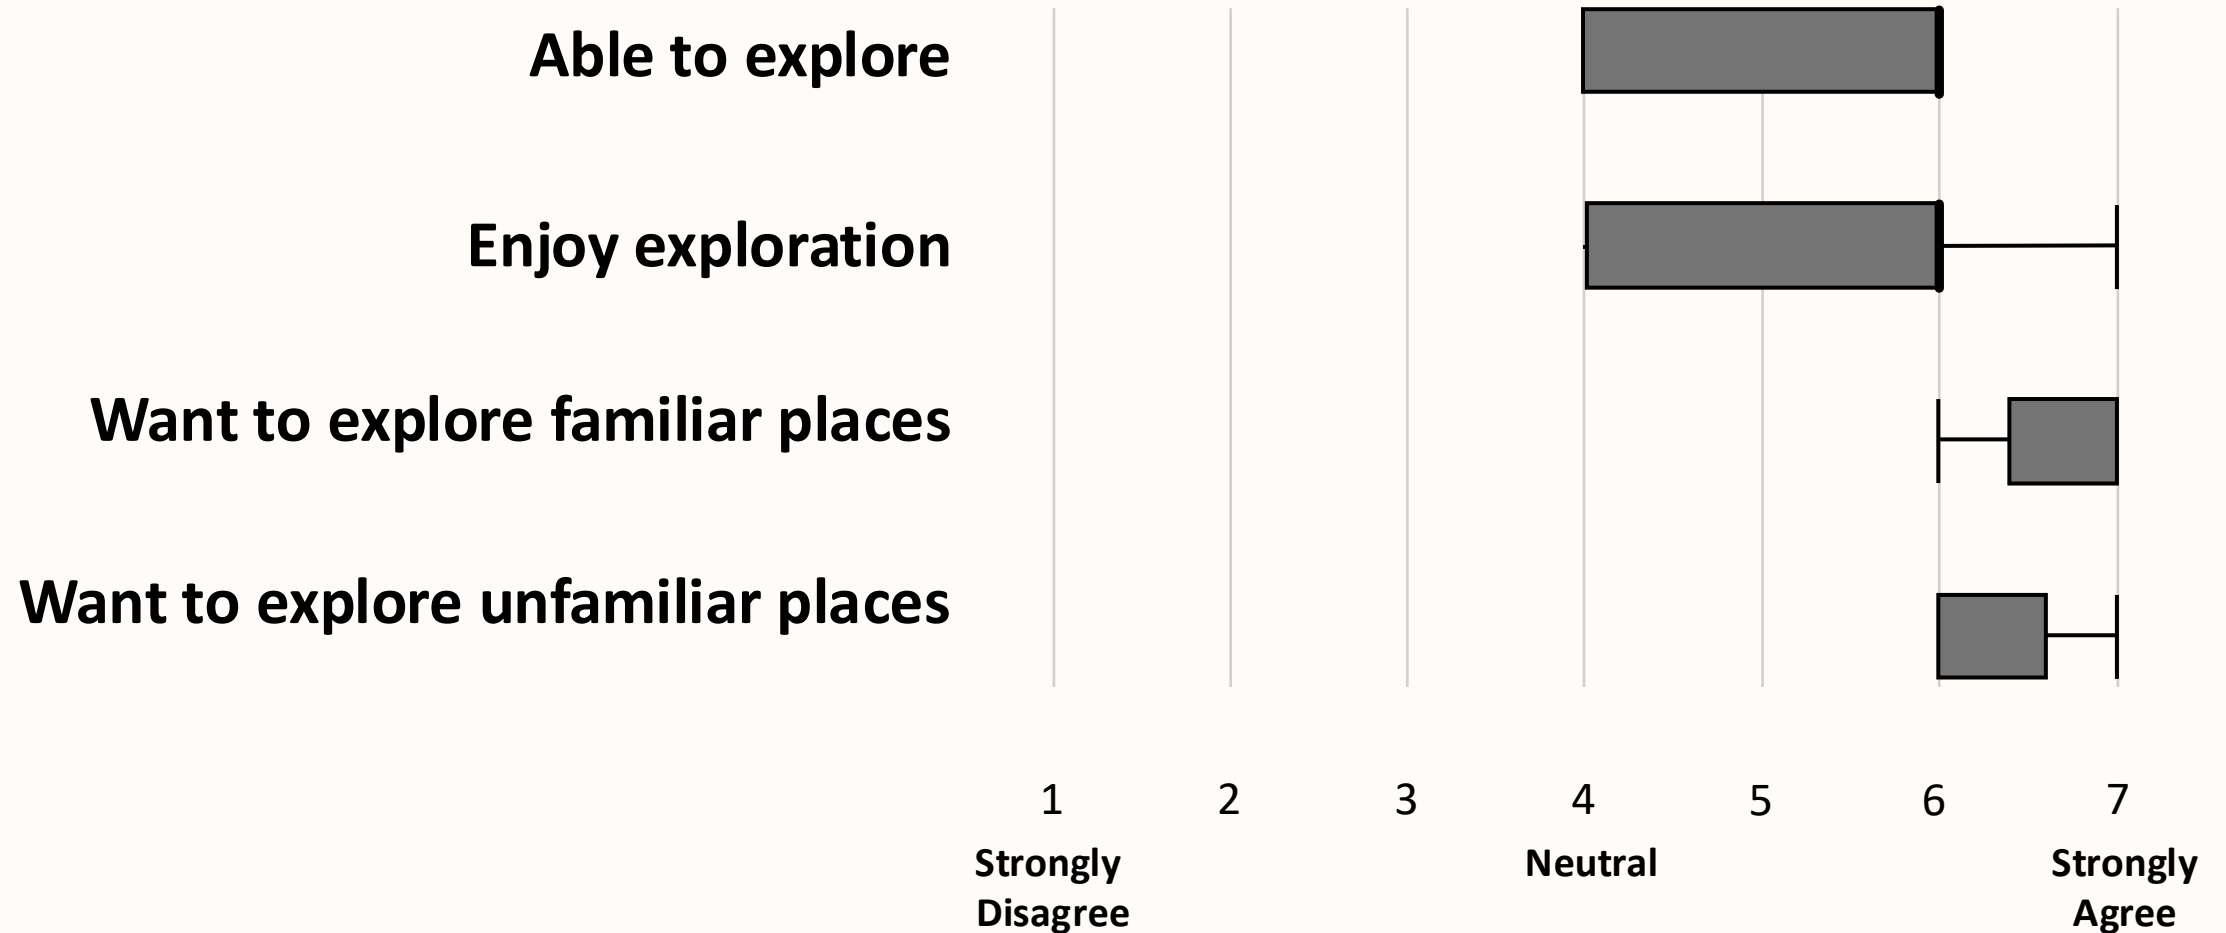 Able to explore
Enjoy exploration
Want to explore familiar places
Want to explore unfamiliar places
1 2 3 4 5 6 7
Strongly Neutral Strongly
Disagree Agree